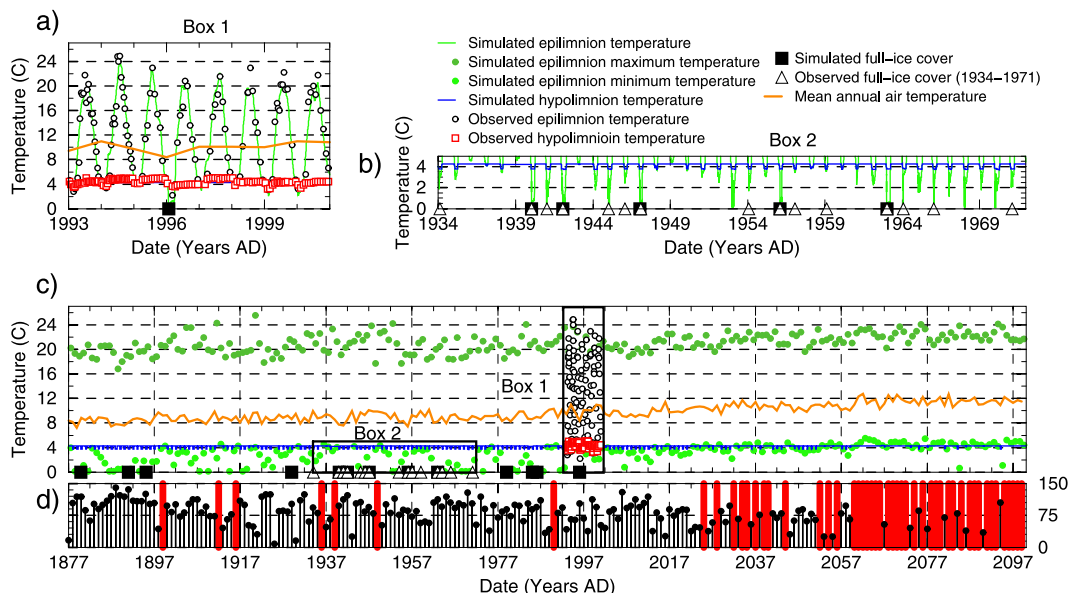 a)
Box 1
Temperature (C)
24
20
16
12
8
4
0
1993
1996
1999
Date (Years AD)
Simulated epilimnion temperature
Simulated epilimnion maximum temperature
Simulated epilimnion minimum temperature
Simulated hypolimnion temperature
Observed epilimnion temperature
Observed hypolimnioin temperature
Simulated full-ice cover
Observed full-ice cover (1934-1971)
Mean annual air temperature
b)
Box 2
Temperature (C)
4
2
0
1934
1939
1944
1949
1954
1959
1964
1969
Date (Years AD)
c)
Temperature (C)
24
20
16
12
8
4
0
Box 1
Box 2
d)
150
75
0
1877
1897
1917
1937
1957
1977
1997
2017
2037
2057
2077
2097
Date (Years AD)